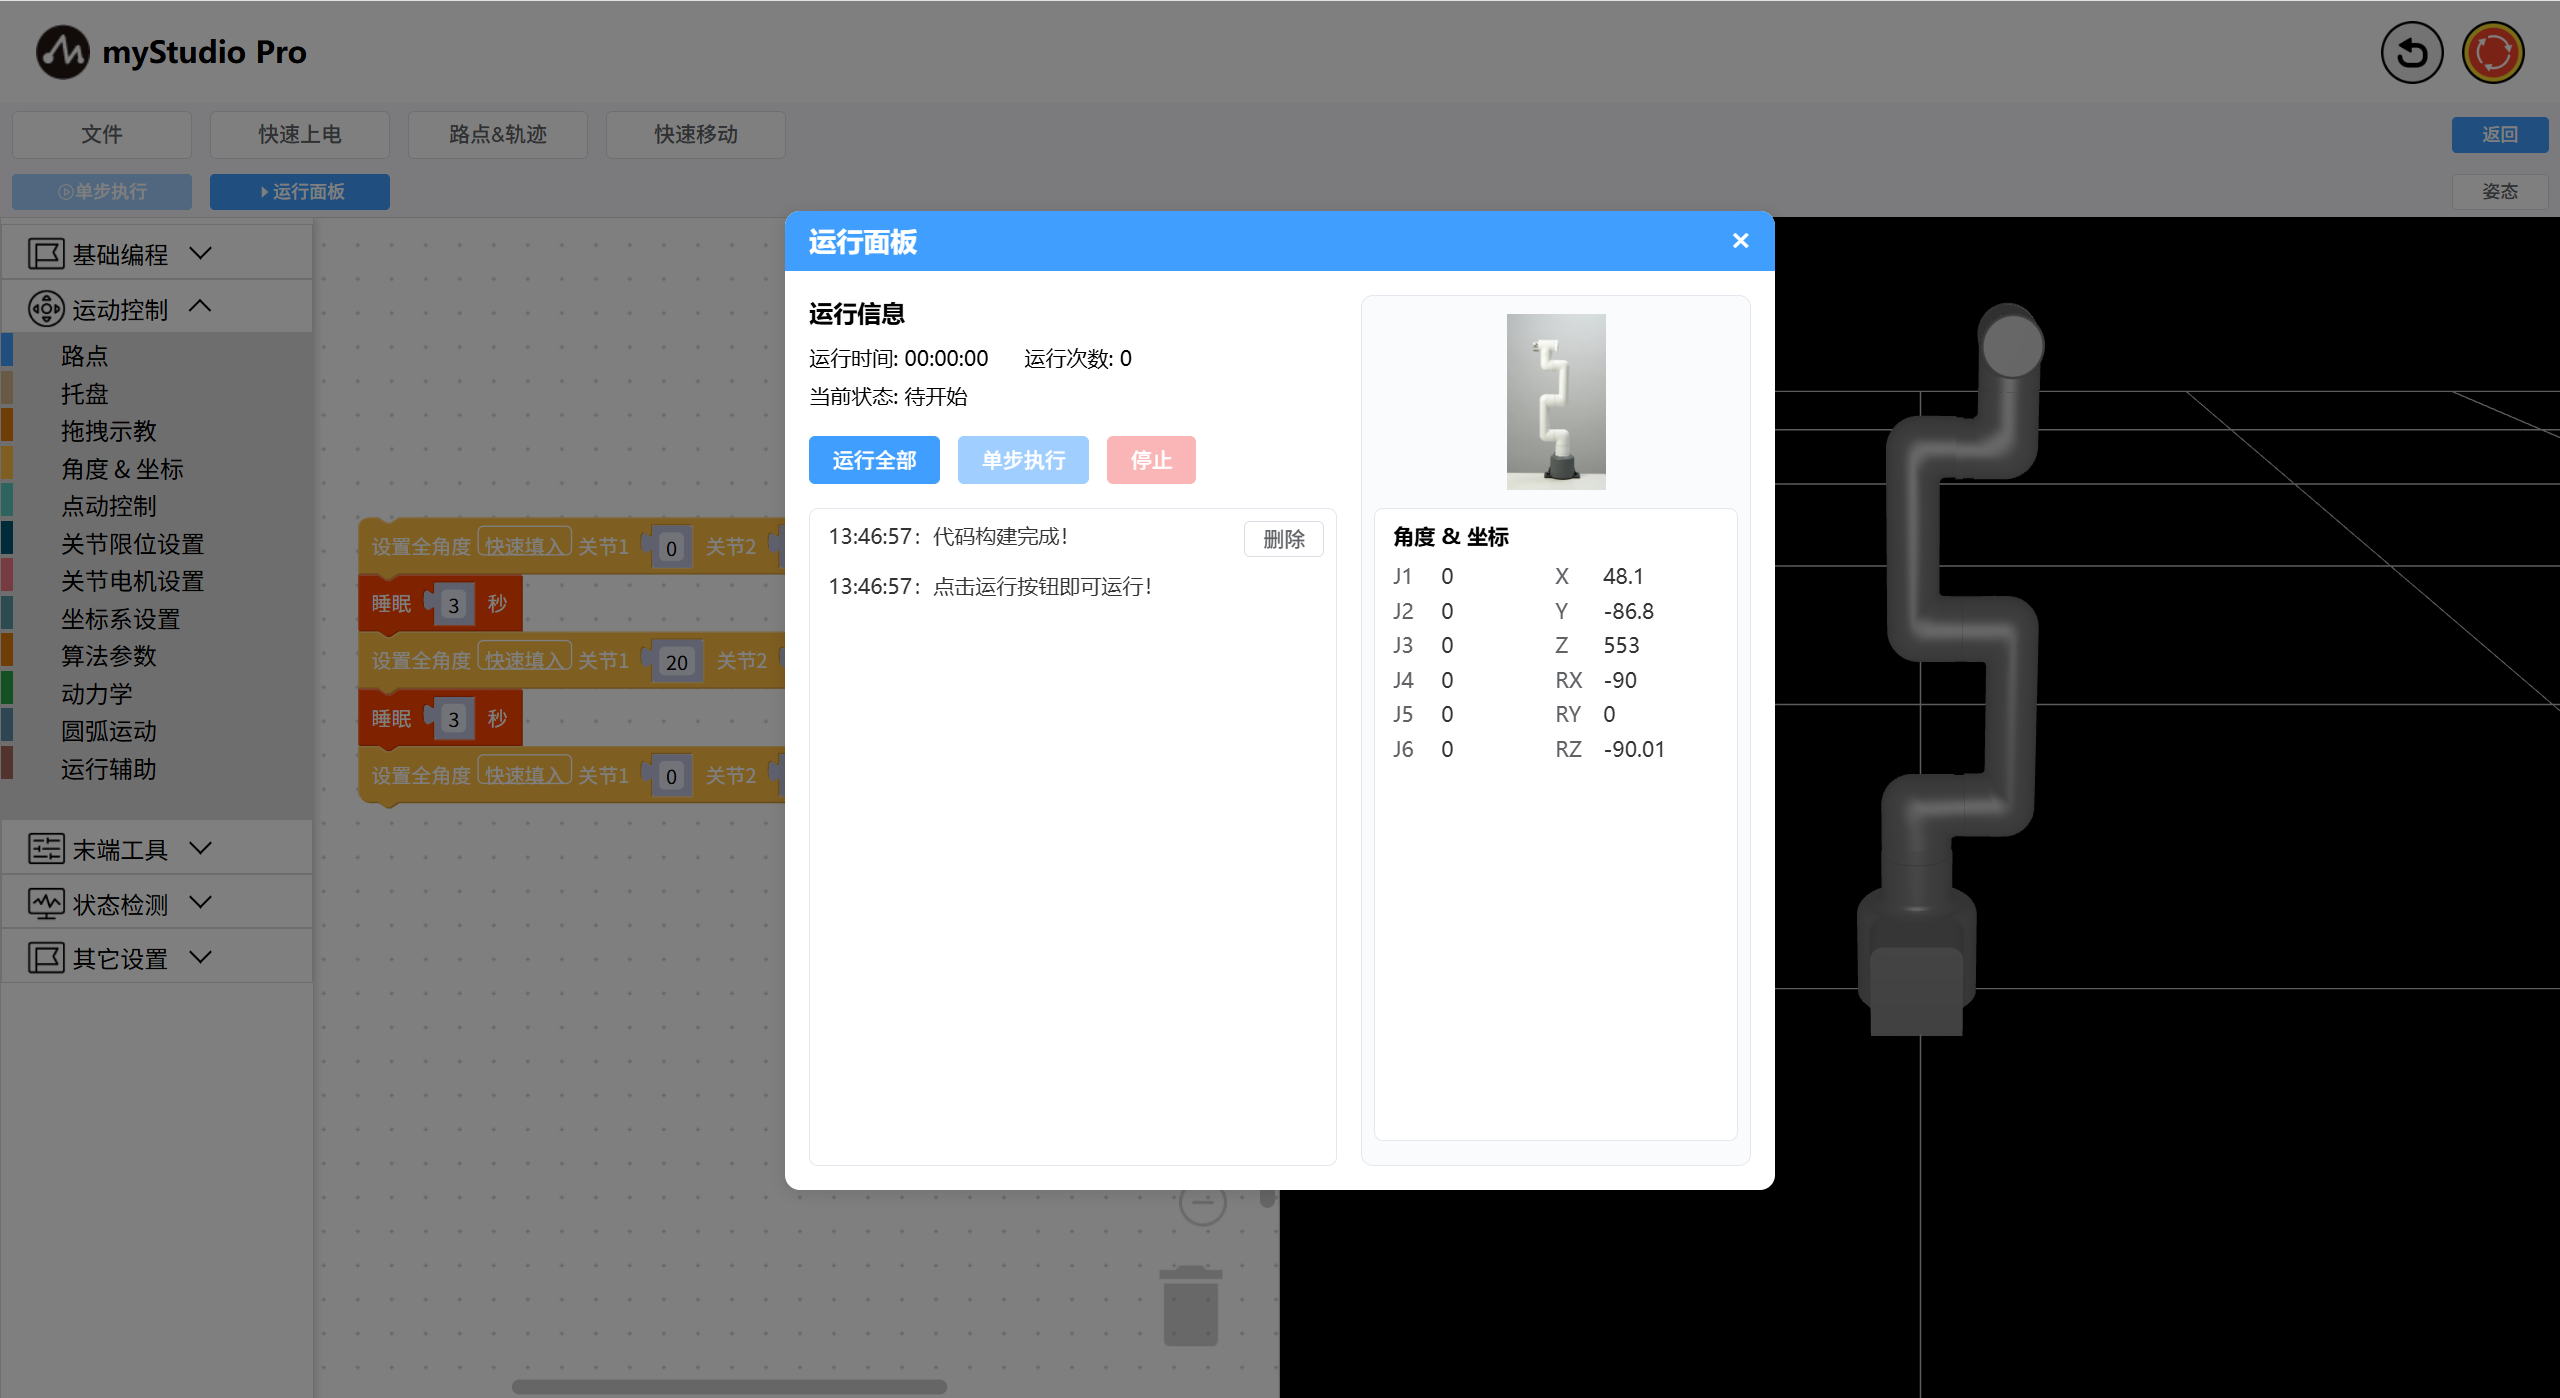 myStudio Pro
文件
快速上电
路点&轨迹
快速移动
返回
单步执行
运行面板
姿态
基础编程
运动控制
路点
托盘
拖拽示教
角度 & 坐标
点动控制
关节限位设置
关节电机设置
坐标系设置
算法参数
动力学
圆弧运动
运行辅助
末端工具
状态检测
其它设置
设置全角度 快速填入 关节1 0 关节2
睡眠 3 秒
设置全角度 快速填入 关节1 20 关节2
睡眠 3 秒
设置全角度 快速填入 关节1 0 关节2
运行面板
运行信息
运行时间: 00:00:00 运行次数: 0
当前状态: 待开始
运行全部 单步执行 停止
13:46:57：代码构建完成！ 删除
13:46:57：点击运行按钮即可运行！
角度 & 坐标
J1 0 X 48.1
J2 0 Y -86.8
J3 0 Z 553
J4 0 RX -90
J5 0 RY 0
J6 0 RZ -90.01